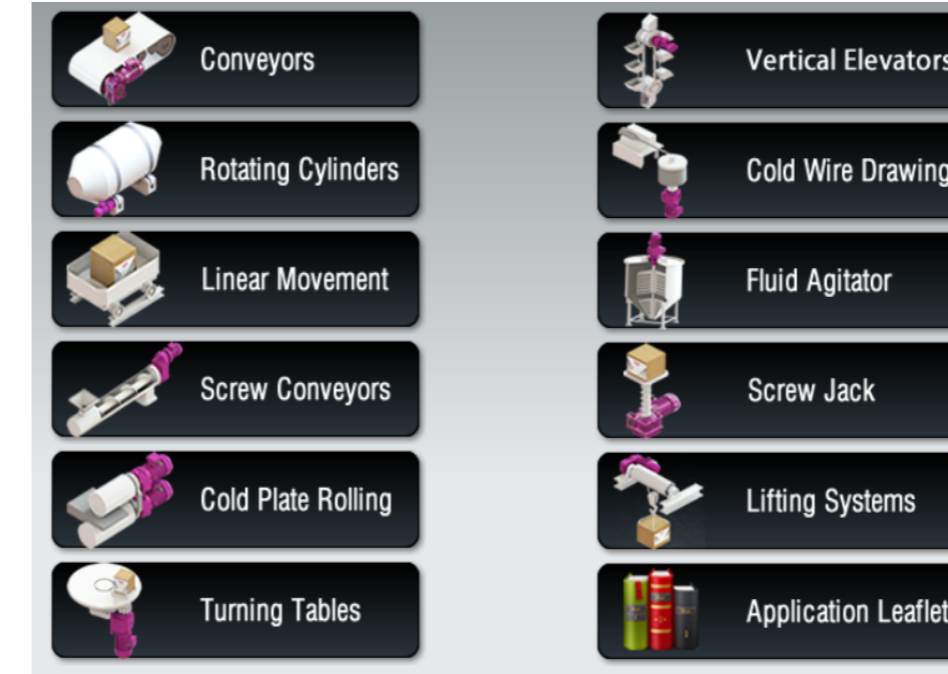 Conveyors
Vertical Elevators
Rotating Cylinders
Cold Wire Drawing
Linear Movement
Fluid Agitator
Screw Conveyors
Screw Jack
Cold Plate Rolling
Lifting Systems
Turning Tables
Application Leaflet